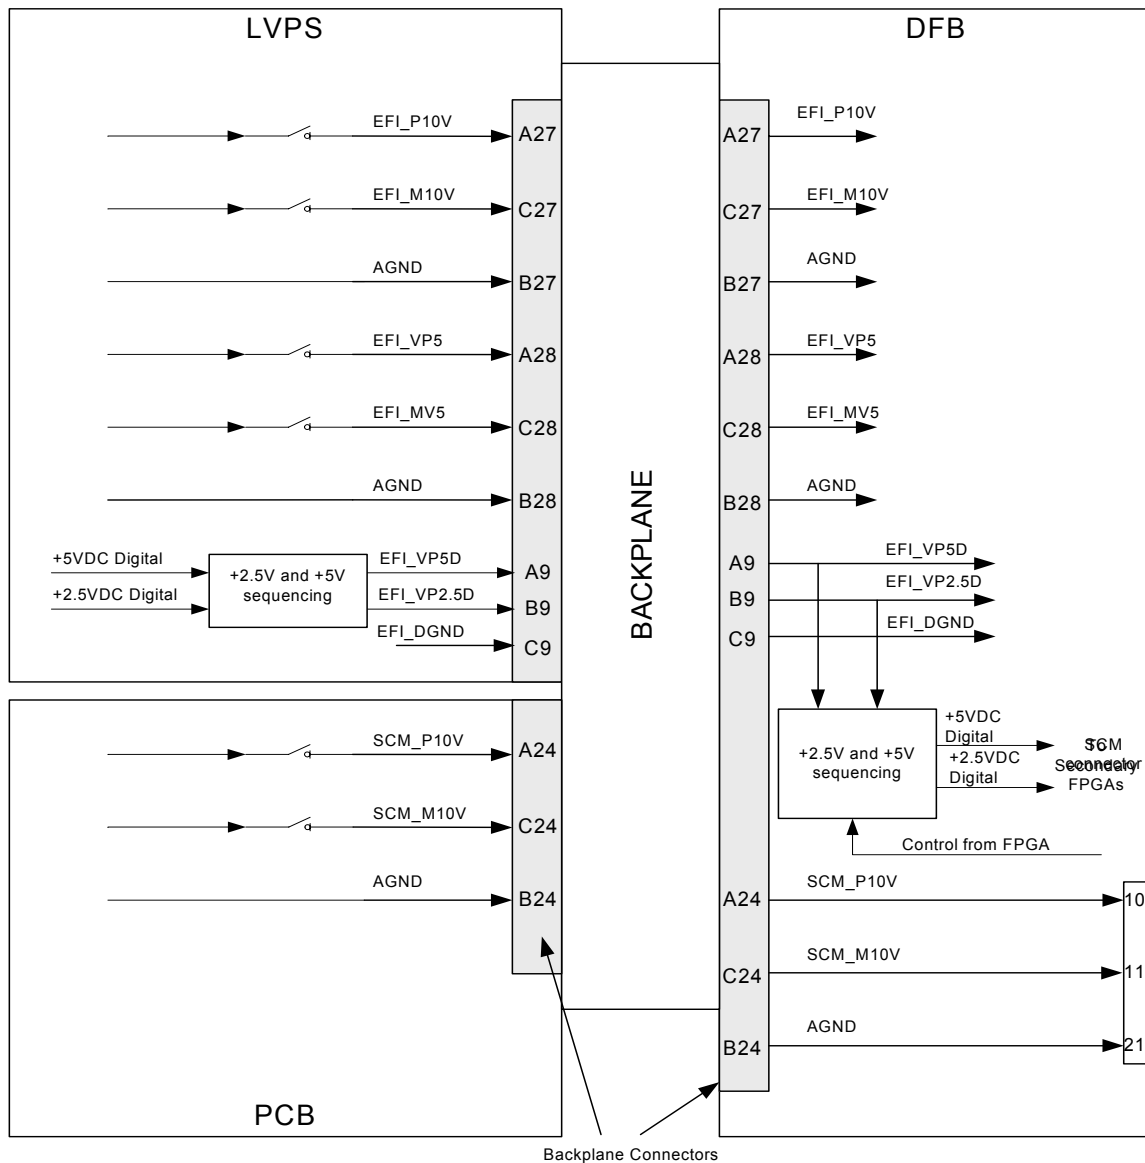 LVPS
EFI_P10V
A27
EFI_M10V
C27
AGND
B27
EFI_VP5
A28
EFI_MV5
C28
AGND
B28
+5VDC Digital
+2.5VDC Digital
+2.5V and +5V
sequencing
EFI_VP5D
A9
EFI_VP2.5D
B9
EFI_DGND
C9
SCM_P10V
A24
SCM_M10V
C24
AGND
B24
PCB
BACKPLANE
Backplane Connectors
DFB
A27
EFI_P10V
C27
EFI_M10V
B27
AGND
A28
EFI_VP5
C28
EFI_MV5
B28
AGND
A9
EFI_VP5D
B9
EFI_VP2.5D
C9
EFI_DGND
+2.5V and +5V
sequencing
+5VDC
Digital
+2.5VDC
Digital
To
Secondary
FPGAs
SCM
connector
Control from FPGA
A24
SCM_P10V
10
C24
SCM_M10V
11
B24
AGND
21